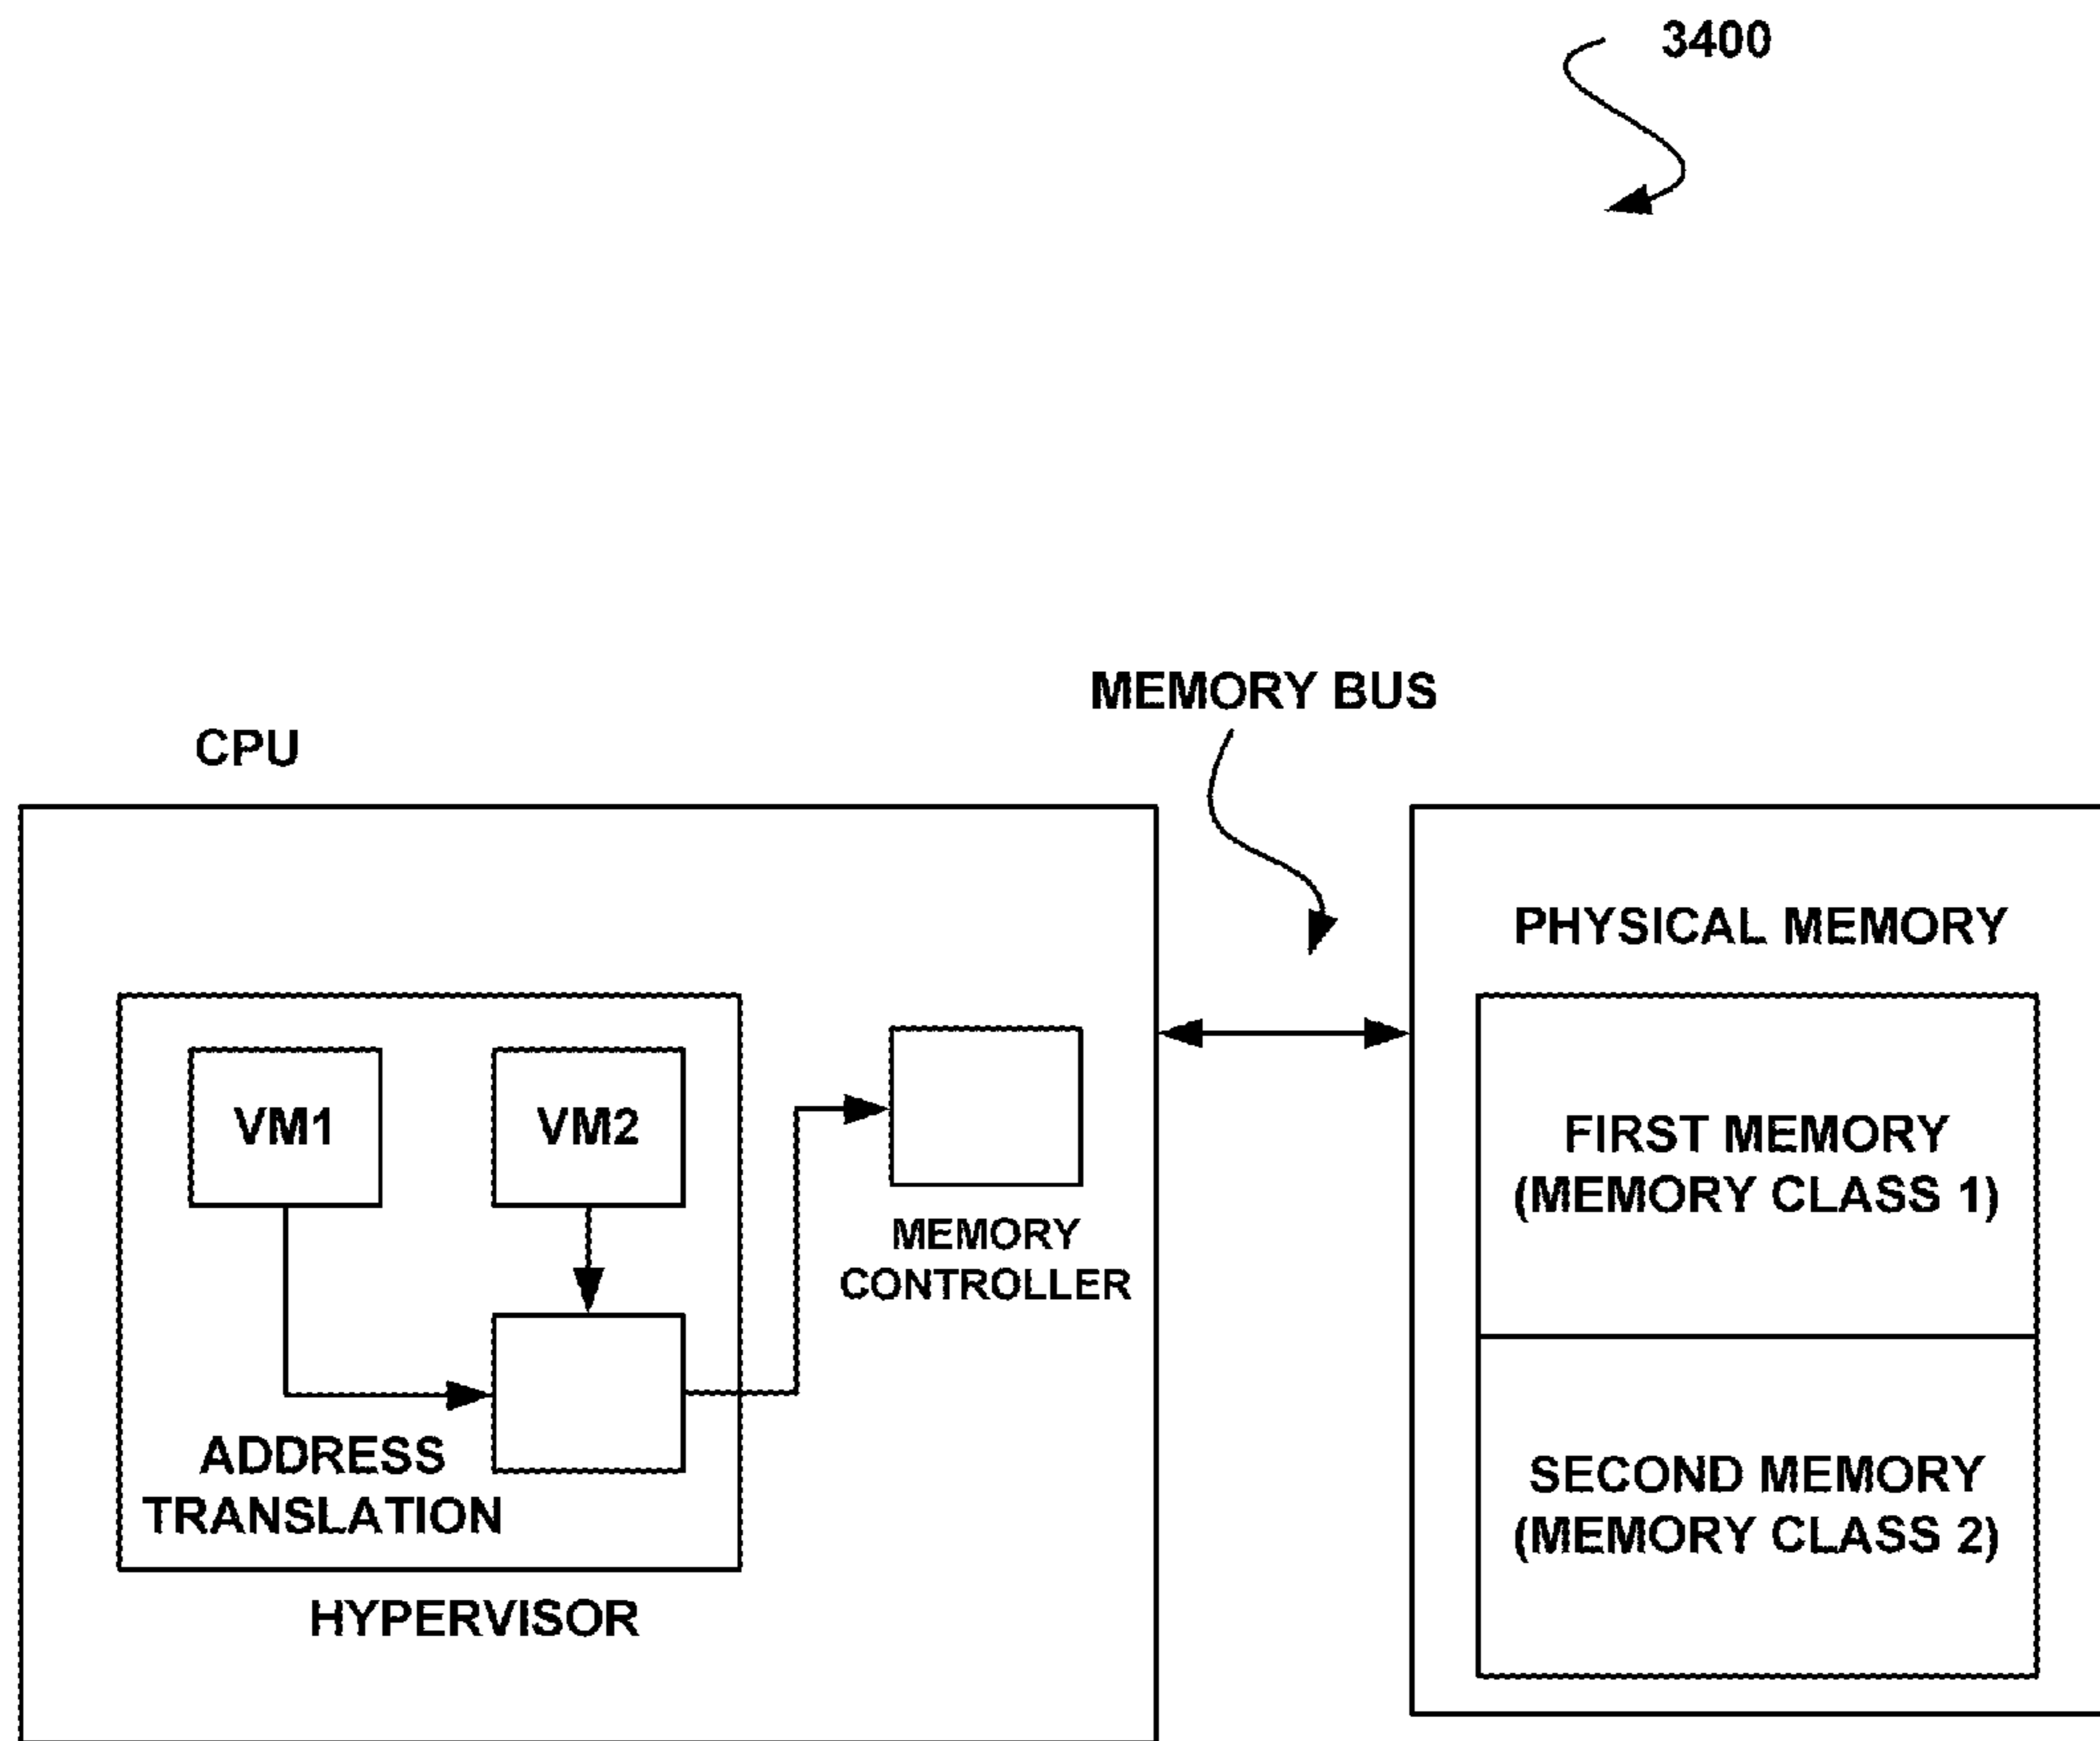 3400
MEMORY BUS
CPU
PHYSICAL MEMORY
VM1
VM2
FIRST MEMORY
(MEMORY CLASS 1)
MEMORY
CONTROLLER
ADDRESS
TRANSLATION
SECOND MEMORY
(MEMORY CLASS 2)
HYPERVISOR